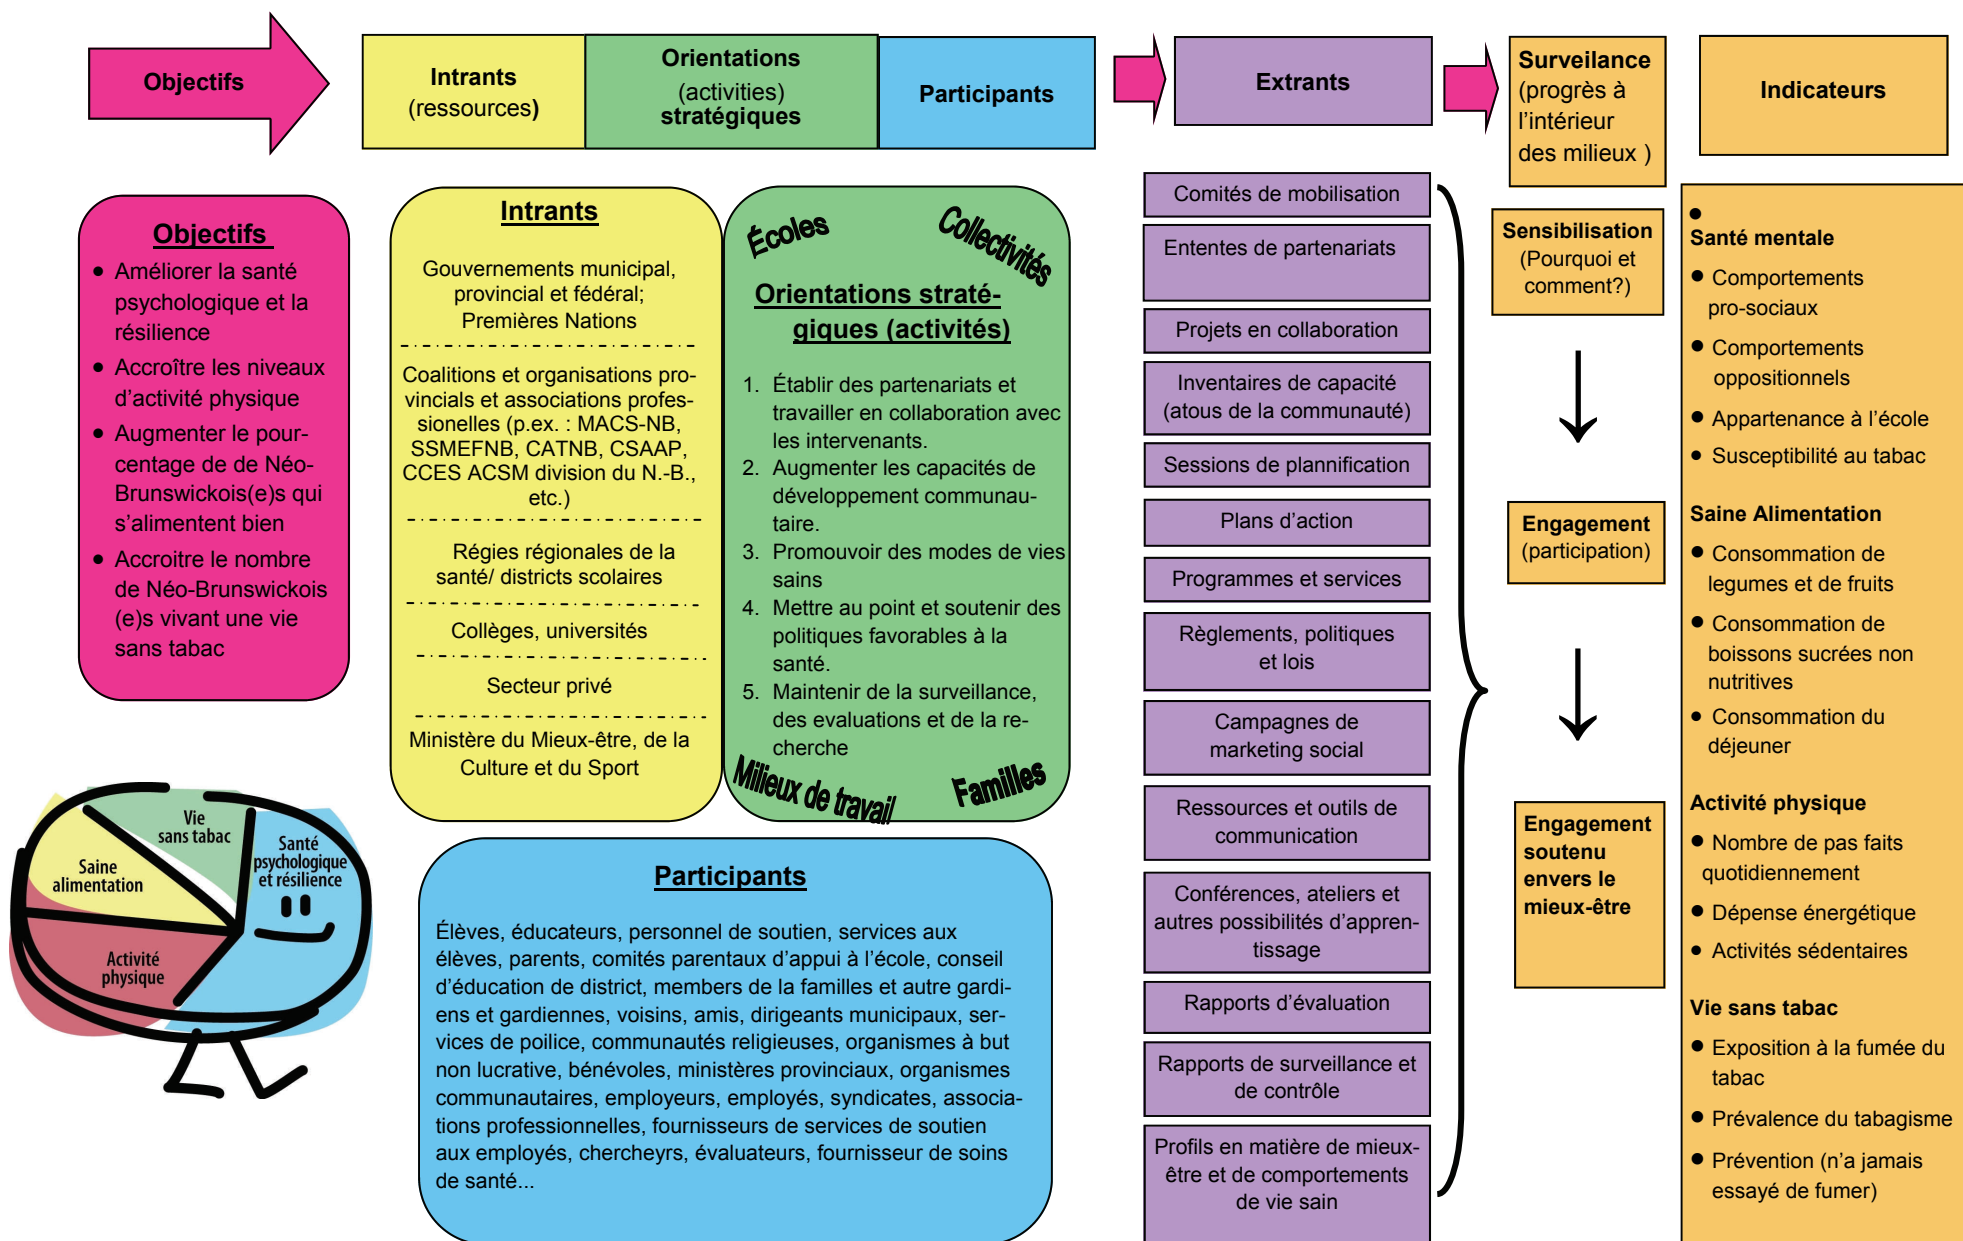 Objectifs
Intrants
(ressources)
Orientations
(activities)
stratégiques
Participants
Extrants
Surveilance
(progrès à
l'intérieur
des milieux )
Indicateurs
Objectifs
• Améliorer la santé
psychologique et la
résilience
• Accroître les niveaux
d'activité physique
• Augmenter le pour-
centage de de Néo-
Brunswickois(e)s qui
s'alimentent bien
• Accroitre le nombre
de Néo-Brunswickois
(e)s vivant une vie
sans tabac
Vie
sans tabac
Santé
psychologique
et résilience
Saine
alimentation
Activité
physique
Intrants
Gouvernements municipal,
provincial et fédéral;
Premières Nations
Coalitions et organisations pro-
vincials et associations profes-
sionelles (p.ex. : MACS-NB,
SSMEFNB, CATNB, CSAAP,
CCES ACSM division du N.-B.,
etc.)
Régies régionales de la
santé/ districts scolaires
Collèges, universités
Secteur privé
Ministère du Mieux-être, de la
Culture et du Sport
Écoles
Collectivités
Orientations straté-
giques (activités)
1. Établir des partenariats et
travailler en collaboration avec
les intervenants.
2. Augmenter les capacités de
développement communau-
taire.
3. Promouvoir des modes de vies
sains
4. Mettre au point et soutenir des
politiques favorables à la
santé.
5. Maintenir de la surveillance,
des evaluations et de la re-
cherche
Milieux de travail
Familles
Participants
Élèves, éducateurs, personnel de soutien, services aux
élèves, parents, comités parentaux d'appui à l'école, conseil
d'éducation de district, members de la familles et autre gardi-
ens et gardiennes, voisins, amis, dirigeants municipaux, ser-
vices de poilice, communautés religieuses, organismes à but
non lucrative, bénévoles, ministères provinciaux, organismes
communautaires, employeurs, employés, syndicates, associa-
tions professionnelles, fournisseurs de services de soutien
aux employés, chercheyrs, évaluateurs, fournisseur de soins
de santé...
Comités de mobilisation
Ententes de partenariats
Projets en collaboration
Inventaires de capacité
(atous de la communauté)
Sessions de plannification
Plans d'action
Programmes et services
Règlements, politiques
et lois
Campagnes de
marketing social
Ressources et outils de
communication
Conférences, ateliers et
autres possibilités d'appren-
tissage
Rapports d'évaluation
Rapports de surveillance et
de contrôle
Profils en matière de mieux-
être et de comportements
de vie sain
Sensibilisation
(Pourquoi et
comment?)
Engagement
(participation)
Engagement
soutenu
envers le
mieux-être
•
Santé mentale
• Comportements
pro-sociaux
• Comportements
oppositionnels
• Appartenance à l'école
• Susceptibilité au tabac
Saine Alimentation
• Consommation de
legumes et de fruits
• Consommation de
boissons sucrées non
nutritives
• Consommation du
déjeuner
Activité physique
• Nombre de pas faits
quotidiennement
• Dépense énergétique
• Activités sédentaires
Vie sans tabac
• Exposition à la fumée du
tabac
• Prévalence du tabagisme
• Prévention (n'a jamais
essayé de fumer)